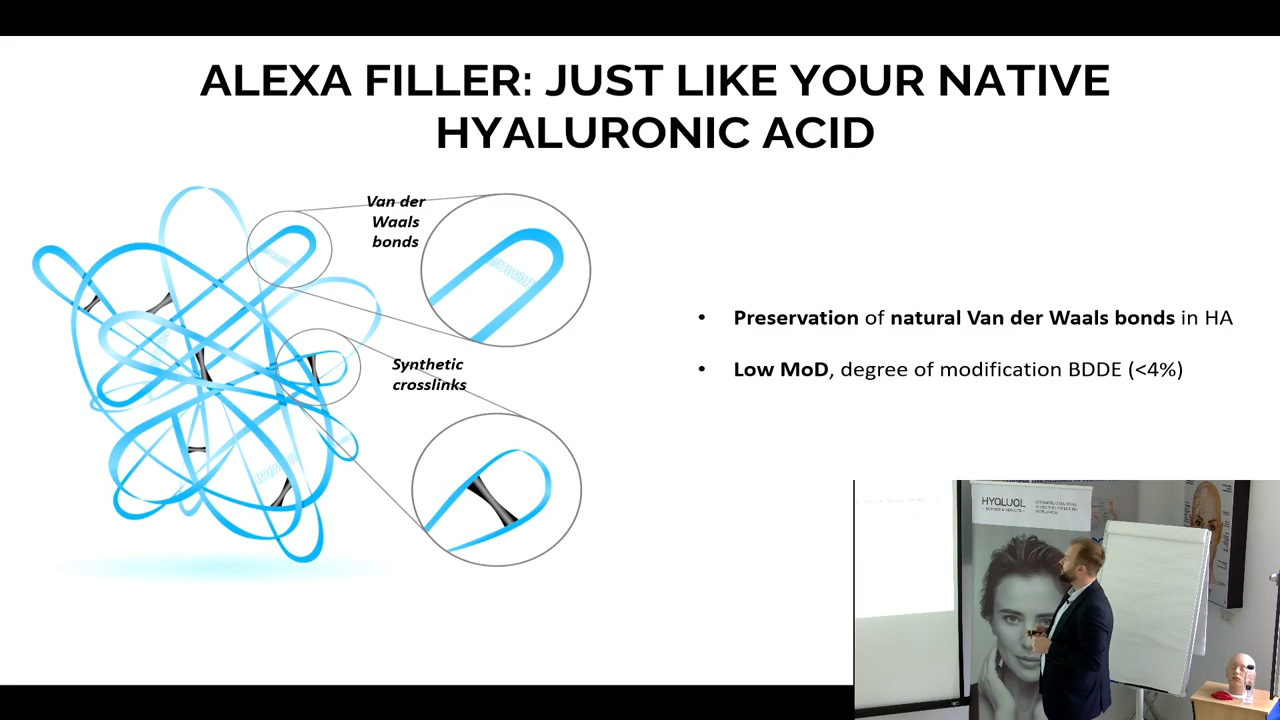 ALEXA FILLER: JUST LIKE YOUR NATIVE
HYALURONIC ACID
Van der
Waals
bonds
Synthetic
crosslinks
• Preservation of natural Van der Waals bonds in HA
• Low MoD, degree of modification BDDE (<4%)
HYALUAL